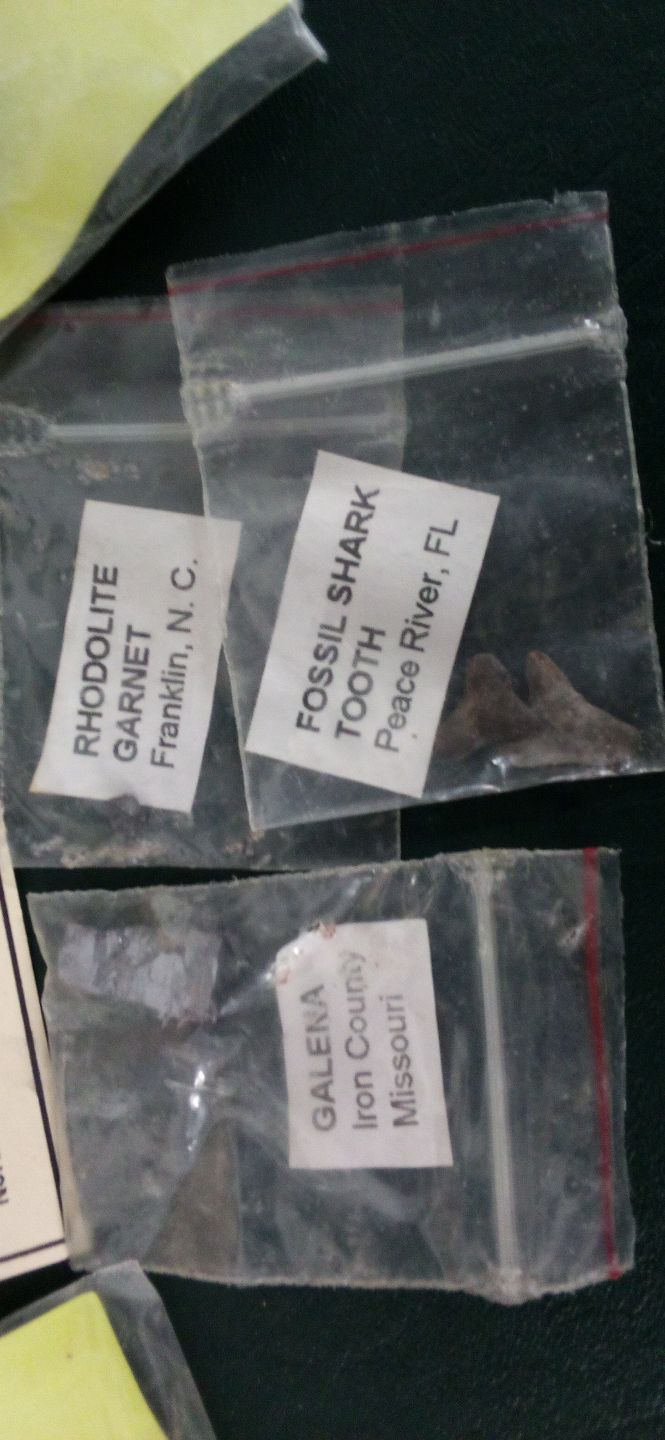 RHODOLITE
GARNET
Franklin, N. C.
FOSSIL SHARK
TOOTH
Peace River, FL
GALENA
Iron County
Missouri